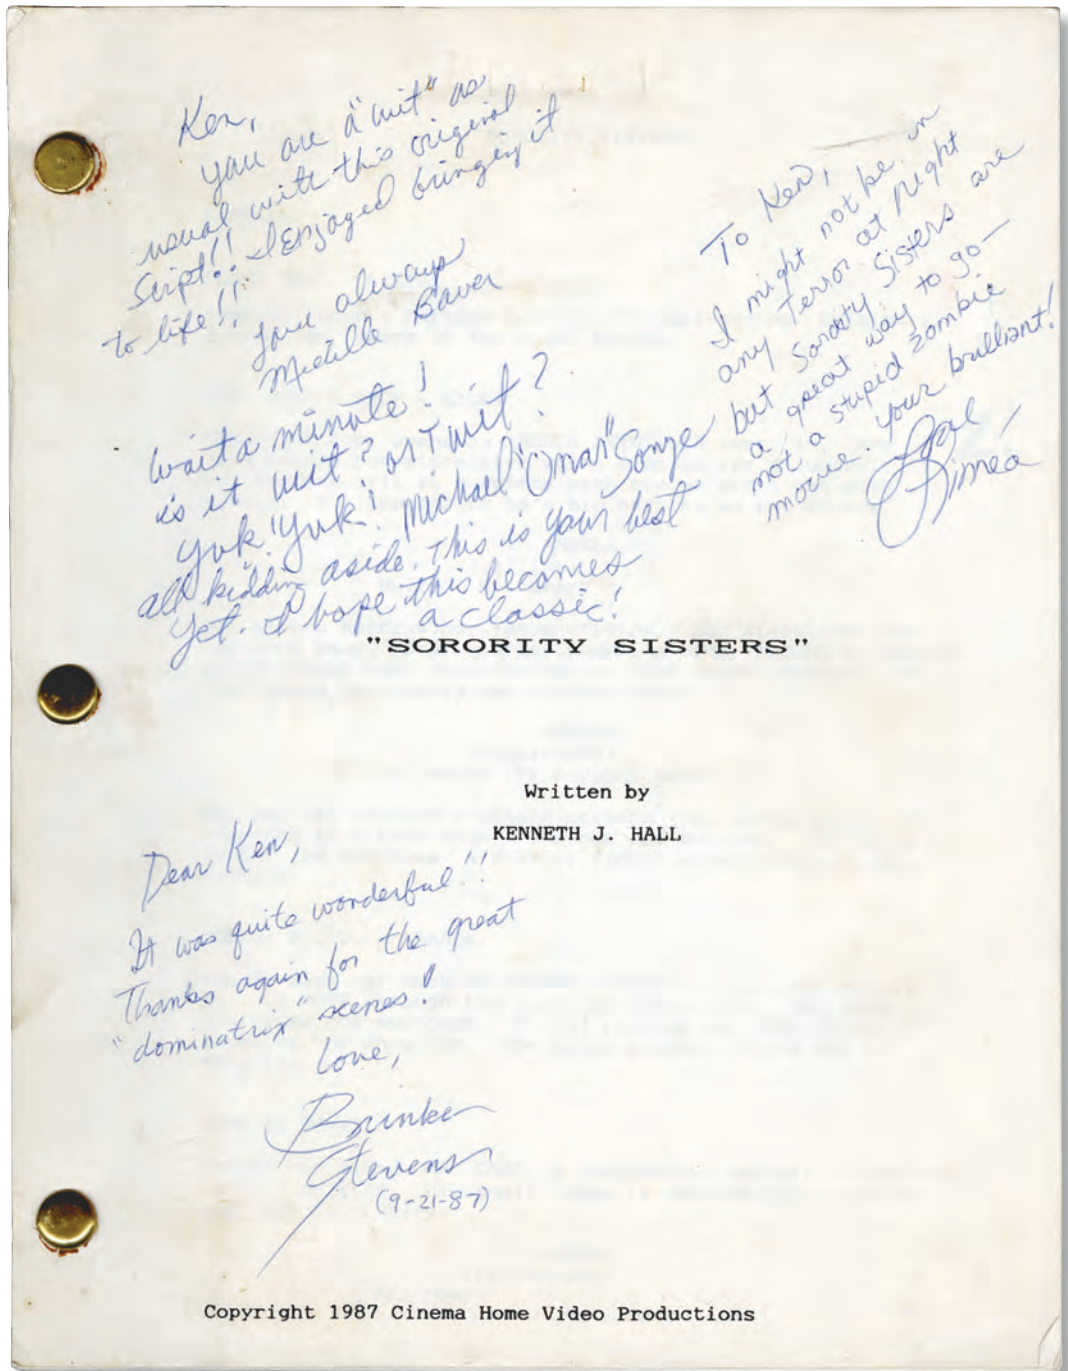 Ken,
you are a "wit" as
usual with this original
Script!! I Enjoyed bringing it
to life!!
Love always
Michelle Bauer
To Ken,
I might not be in
any Terror at Night
but Sorority Sisters are
a great way to go—
not a stupid zombie
movie. your brulliant!
wait a minute!
is it wit? or Twit?
Yuk! Yuk! Michael "Omar" Sonye
all kidding aside. This is your best
yet. I hope this becomes
a classic!
"SORORITY SISTERS"
Written by
KENNETH J. HALL
Dear Ken,
It was quite wonderful!!
Thanks again for the great
"dominatrix" scenes!
Love,
Brinke
Stevens
(9-21-87)
Copyright 1987 Cinema Home Video Productions